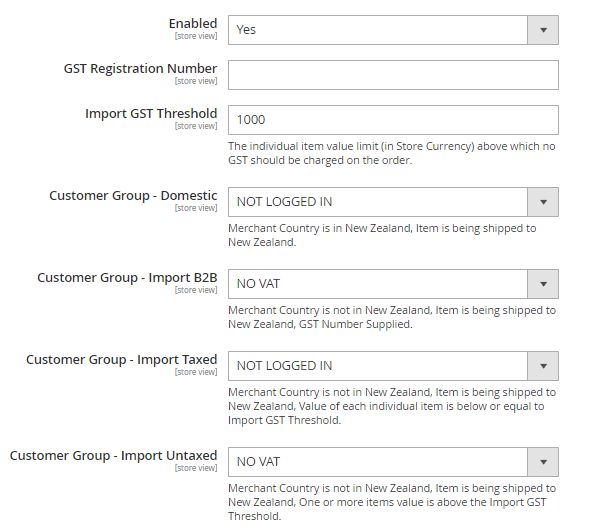 Enabled
[store view]
Yes
GST Registration Number
[store view]
Import GST Threshold
[store view]
1000
The individual item value limit (in Store Currency) above which no
GST should be charged on the order.
Customer Group - Domestic
[store view]
NOT LOGGED IN
Merchant Country is in New Zealand, Item is being shipped to
New Zealand.
Customer Group - Import B2B
[store view]
NO VAT
Merchant Country is not in New Zealand, Item is being shipped to
New Zealand, GST Number Supplied.
Customer Group - Import Taxed
[store view]
NOT LOGGED IN
Merchant Country is not in New Zealand, Item is being shipped to
New Zealand, Value of each individual item is below or equal to
Import GST Threshold.
Customer Group - Import Untaxed
[store view]
NO VAT
Merchant Country is not in New Zealand, Item is being shipped to
New Zealand, One or more items value is above the Import GST
Threshold.